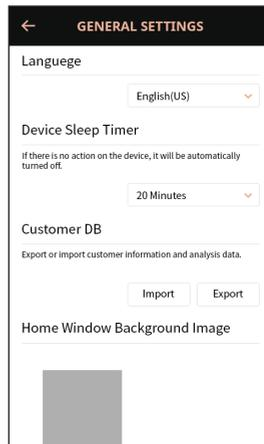 GENERAL SETTINGS
Languege
English(US)
Device Sleep Timer
If there is no action on the device, it will be automatically
turned off.
20 Minutes
Customer DB
Export or import customer information and analysis data.
Import Export
Home Window Background Image